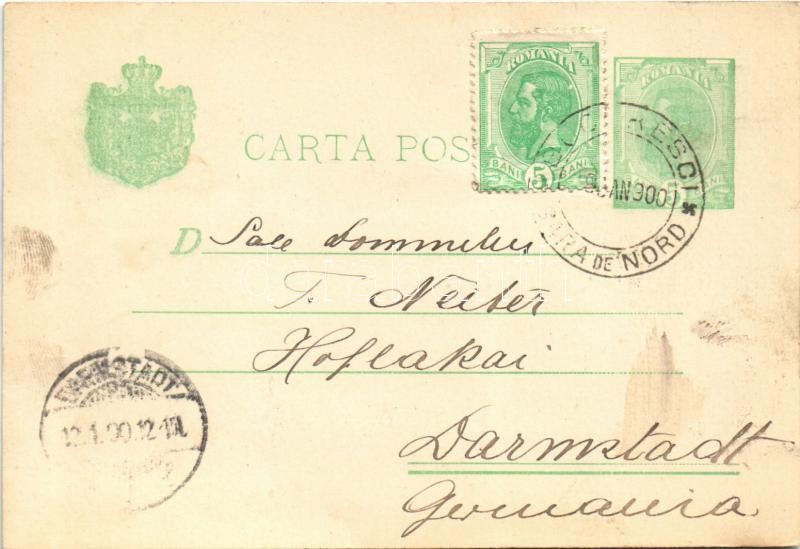 ROMANIA
ROMANIA
CARTA POS
BANI 5 BANI
BUCURESCI * GARA DE NORD
JAN 900
D Sale Domnului
T. Neiter
Hoflakai
Darmstadt
Germania
DARMSTADT
12.1.00.12-1N.